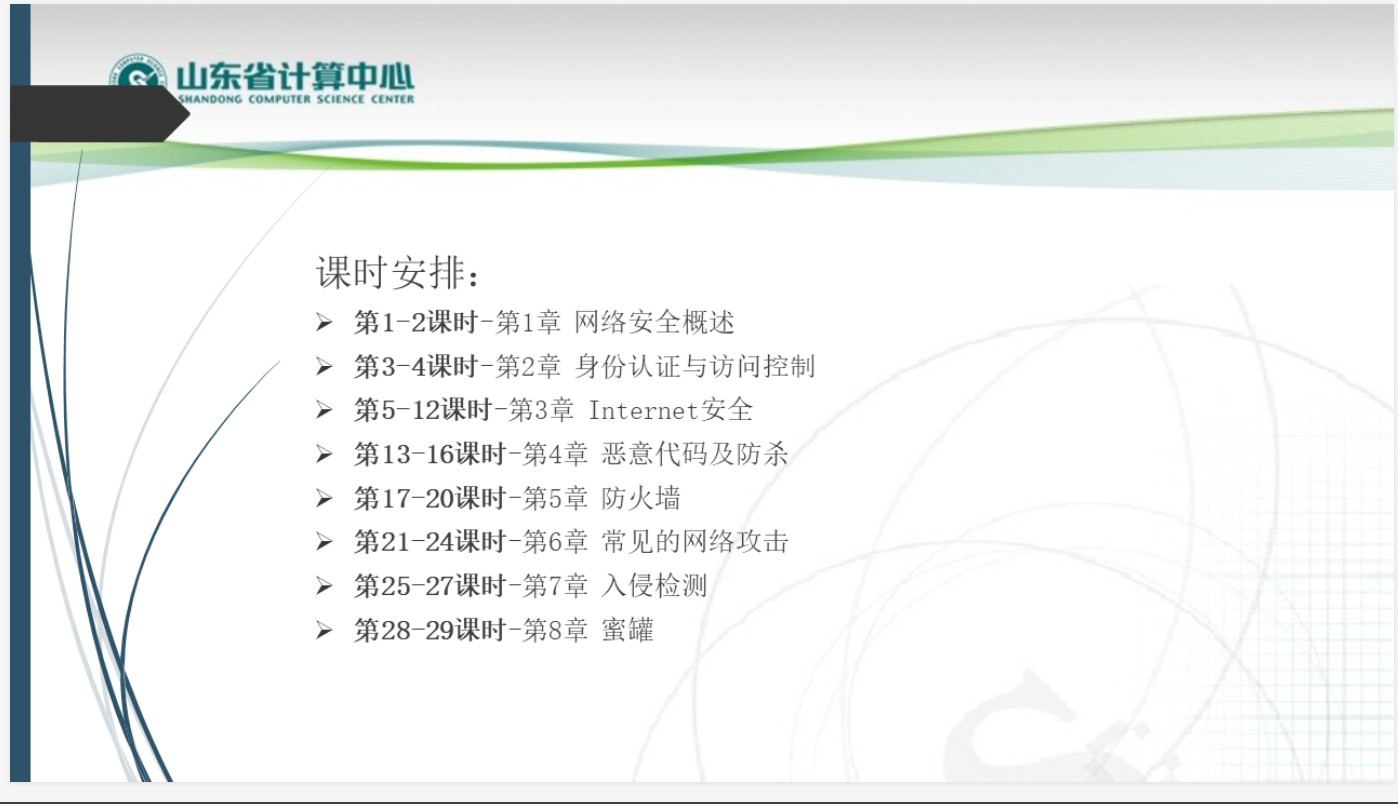 山东省计算中心
SHANDONG COMPUTER SCIENCE CENTER
课时安排：
第1-2课时-第1章 网络安全概述
第3-4课时-第2章 身份认证与访问控制
第5-12课时-第3章 Internet安全
第13-16课时-第4章 恶意代码及防杀
第17-20课时-第5章 防火墙
第21-24课时-第6章 常见的网络攻击
第25-27课时-第7章 入侵检测
第28-29课时-第8章 蜜罐